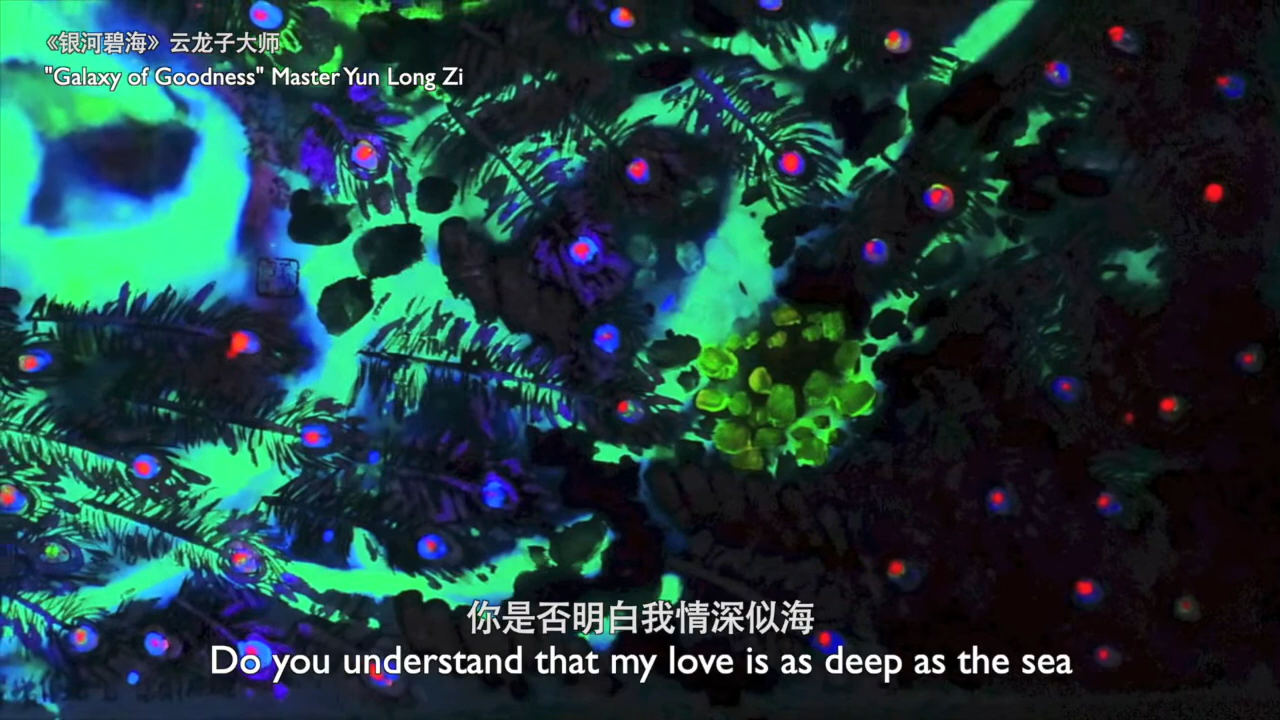 《银河碧海》云龙子大师
"Galaxy of Goodness" Master Yun Long Zi
你是否明白我情深似海
Do you understand that my love is as deep as the sea